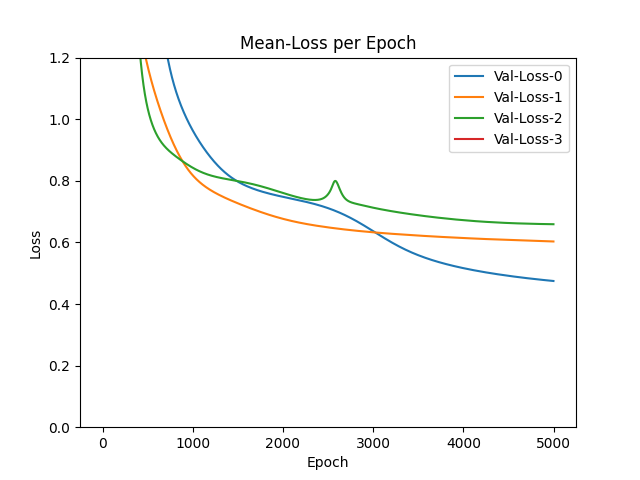 Mean-Loss per Epoch
1.2
1.0
0.8
0.6
0.4
0.2
0.0
Loss
Val-Loss-0
Val-Loss-1
Val-Loss-2
Val-Loss-3
0 1000 2000 3000 4000 5000
Epoch